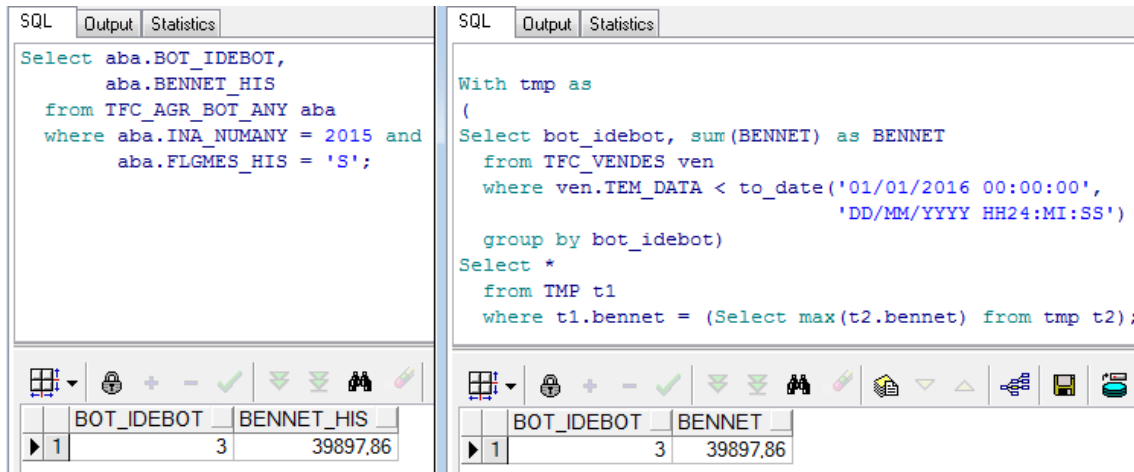 SQL Output Statistics
Select aba.BOT_IDEBOT,
aba.BENNET_HIS
from TFC_AGR_BOT_ANY aba
where aba.INA_NUMANY = 2015 and
aba.FLGMES_HIS = 'S';
BOT_IDEBOT BENNET_HIS
1 3 39897,86
SQL Output Statistics
With tmp as
(
Select bot_idebot, sum(BENNET) as BENNET
from TFC_VENDES ven
where ven.TEM_DATA < to_date('01/01/2016 00:00:00',
'DD/MM/YYYY HH24:MI:SS')
group by bot_idebot)
Select *
from TMP t1
where t1.bennet = (Select max(t2.bennet) from tmp t2);
BOT_IDEBOT BENNET
1 3 39897,86